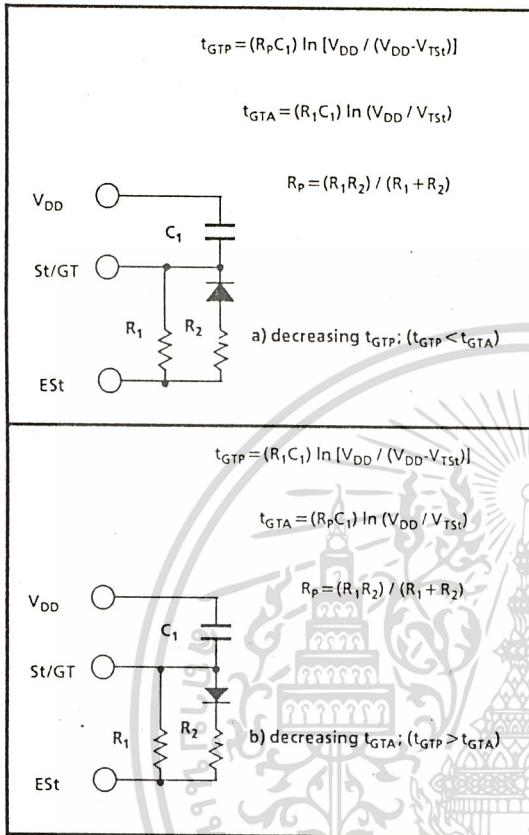 t_GTP = (R_PC_1) ln [V_DD / (V_DD-V_TSt)]
t_GTA = (R_1C_1) ln (V_DD / V_TSt)
R_P = (R_1R_2) / (R_1 + R_2)
V_DD
C_1
St/GT
R_1 R_2
a) decreasing t_GTP; (t_GTP < t_GTA)
ESt
t_GTP = (R_1C_1) ln [V_DD / (V_DD-V_TSt)]
t_GTA = (R_PC_1) ln (V_DD / V_TSt)
R_P = (R_1R_2) / (R_1 + R_2)
V_DD
C_1
St/GT
R_1 R_2
b) decreasing t_GTA; (t_GTP > t_GTA)
ESt